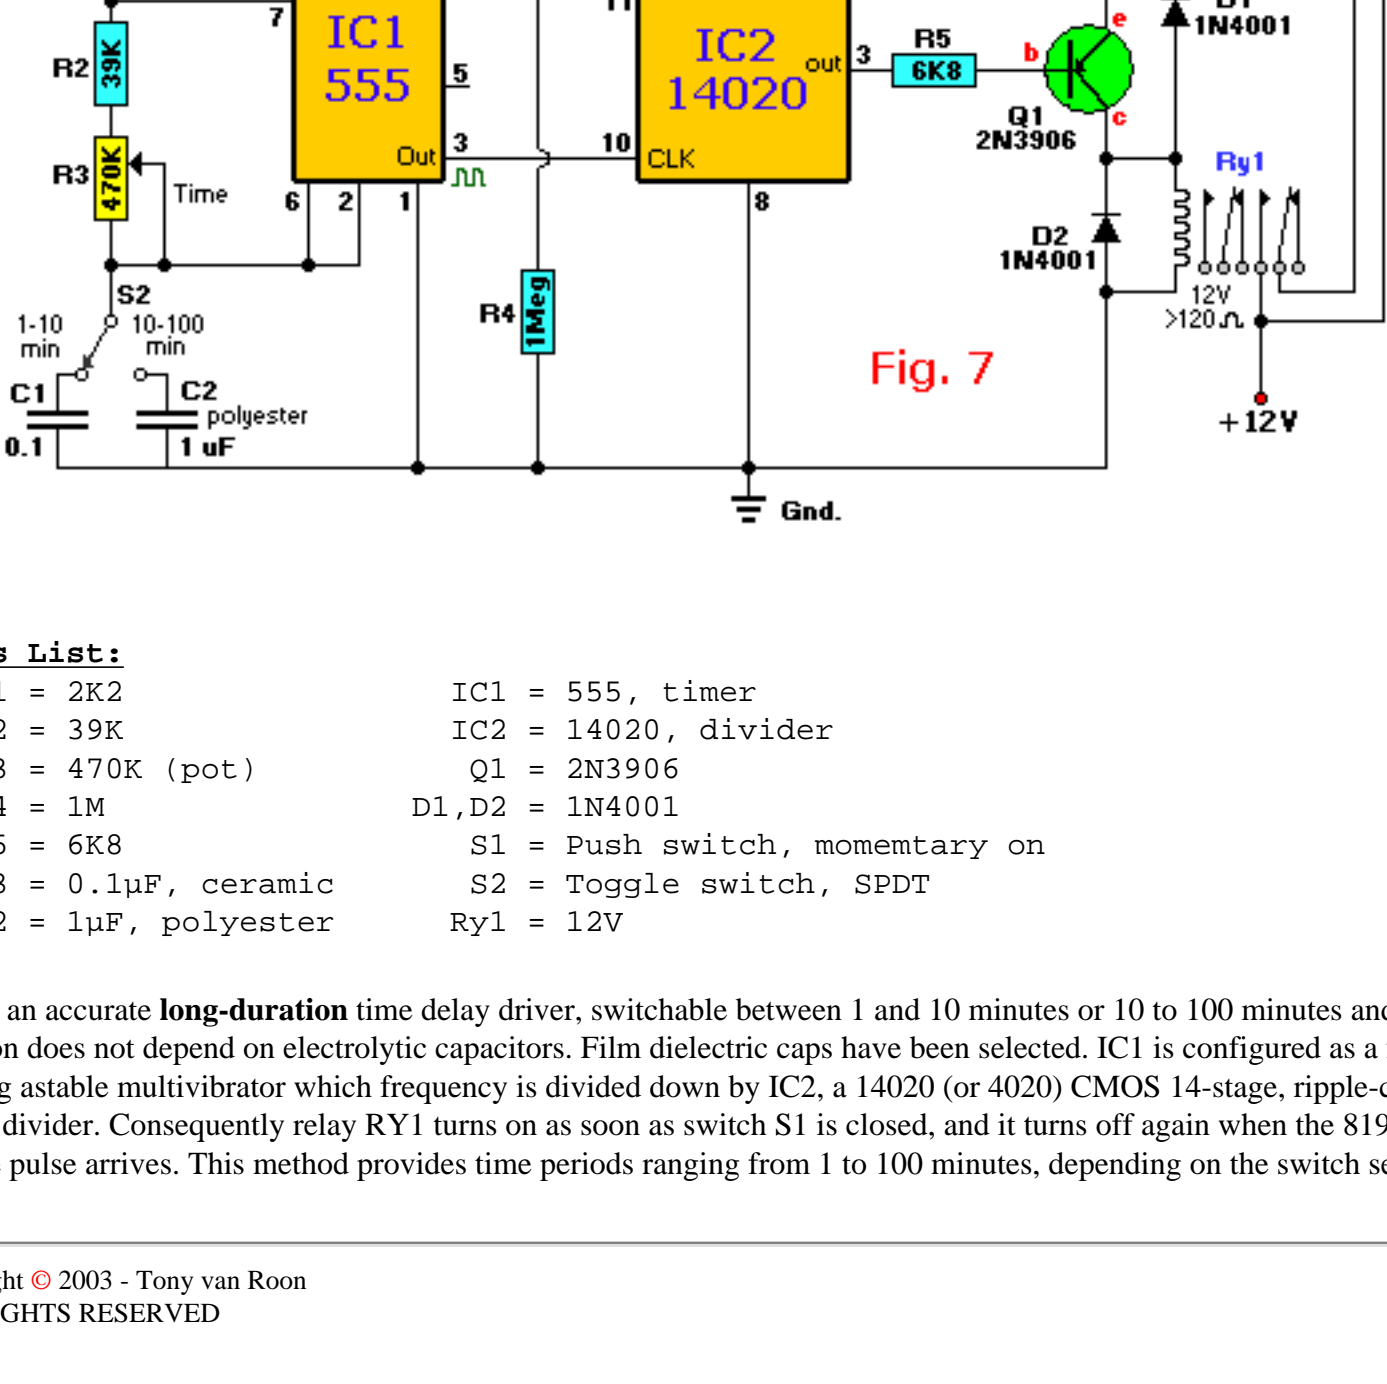 7
IC1
555
11
IC2
14020
out
3
R5
6K8
b
e
D1
1N4001
R2
39K
5
Q1
2N3906
c
R3
470K
Time
Out
3
10
CLK
Ry1
6
2
1
8
D2
1N4001
S2
1-10
min
10-100
min
R4
1Meg
12V
>120
Fig. 7
C1
C2
polyester
0.1
1 uF
+12V
Gnd.
s List:
1 = 2K2 IC1 = 555, timer
2 = 39K IC2 = 14020, divider
3 = 470K (pot) Q1 = 2N3906
4 = 1M D1,D2 = 1N4001
5 = 6K8 S1 = Push switch, momemtary on
3 = 0.1µF, ceramic S2 = Toggle switch, SPDT
2 = 1µF, polyester Ry1 = 12V
an accurate long-duration time delay driver, switchable between 1 and 10 minutes or 10 to 100 minutes and
on does not depend on electrolytic capacitors. Film dielectric caps have been selected. IC1 is configured as a
g astable multivibrator which frequency is divided down by IC2, a 14020 (or 4020) CMOS 14-stage, ripple-c
divider. Consequently relay RY1 turns on as soon as switch S1 is closed, and it turns off again when the 819
e pulse arrives. This method provides time periods ranging from 1 to 100 minutes, depending on the switch se
ght © 2003 - Tony van Roon
GHTS RESERVED